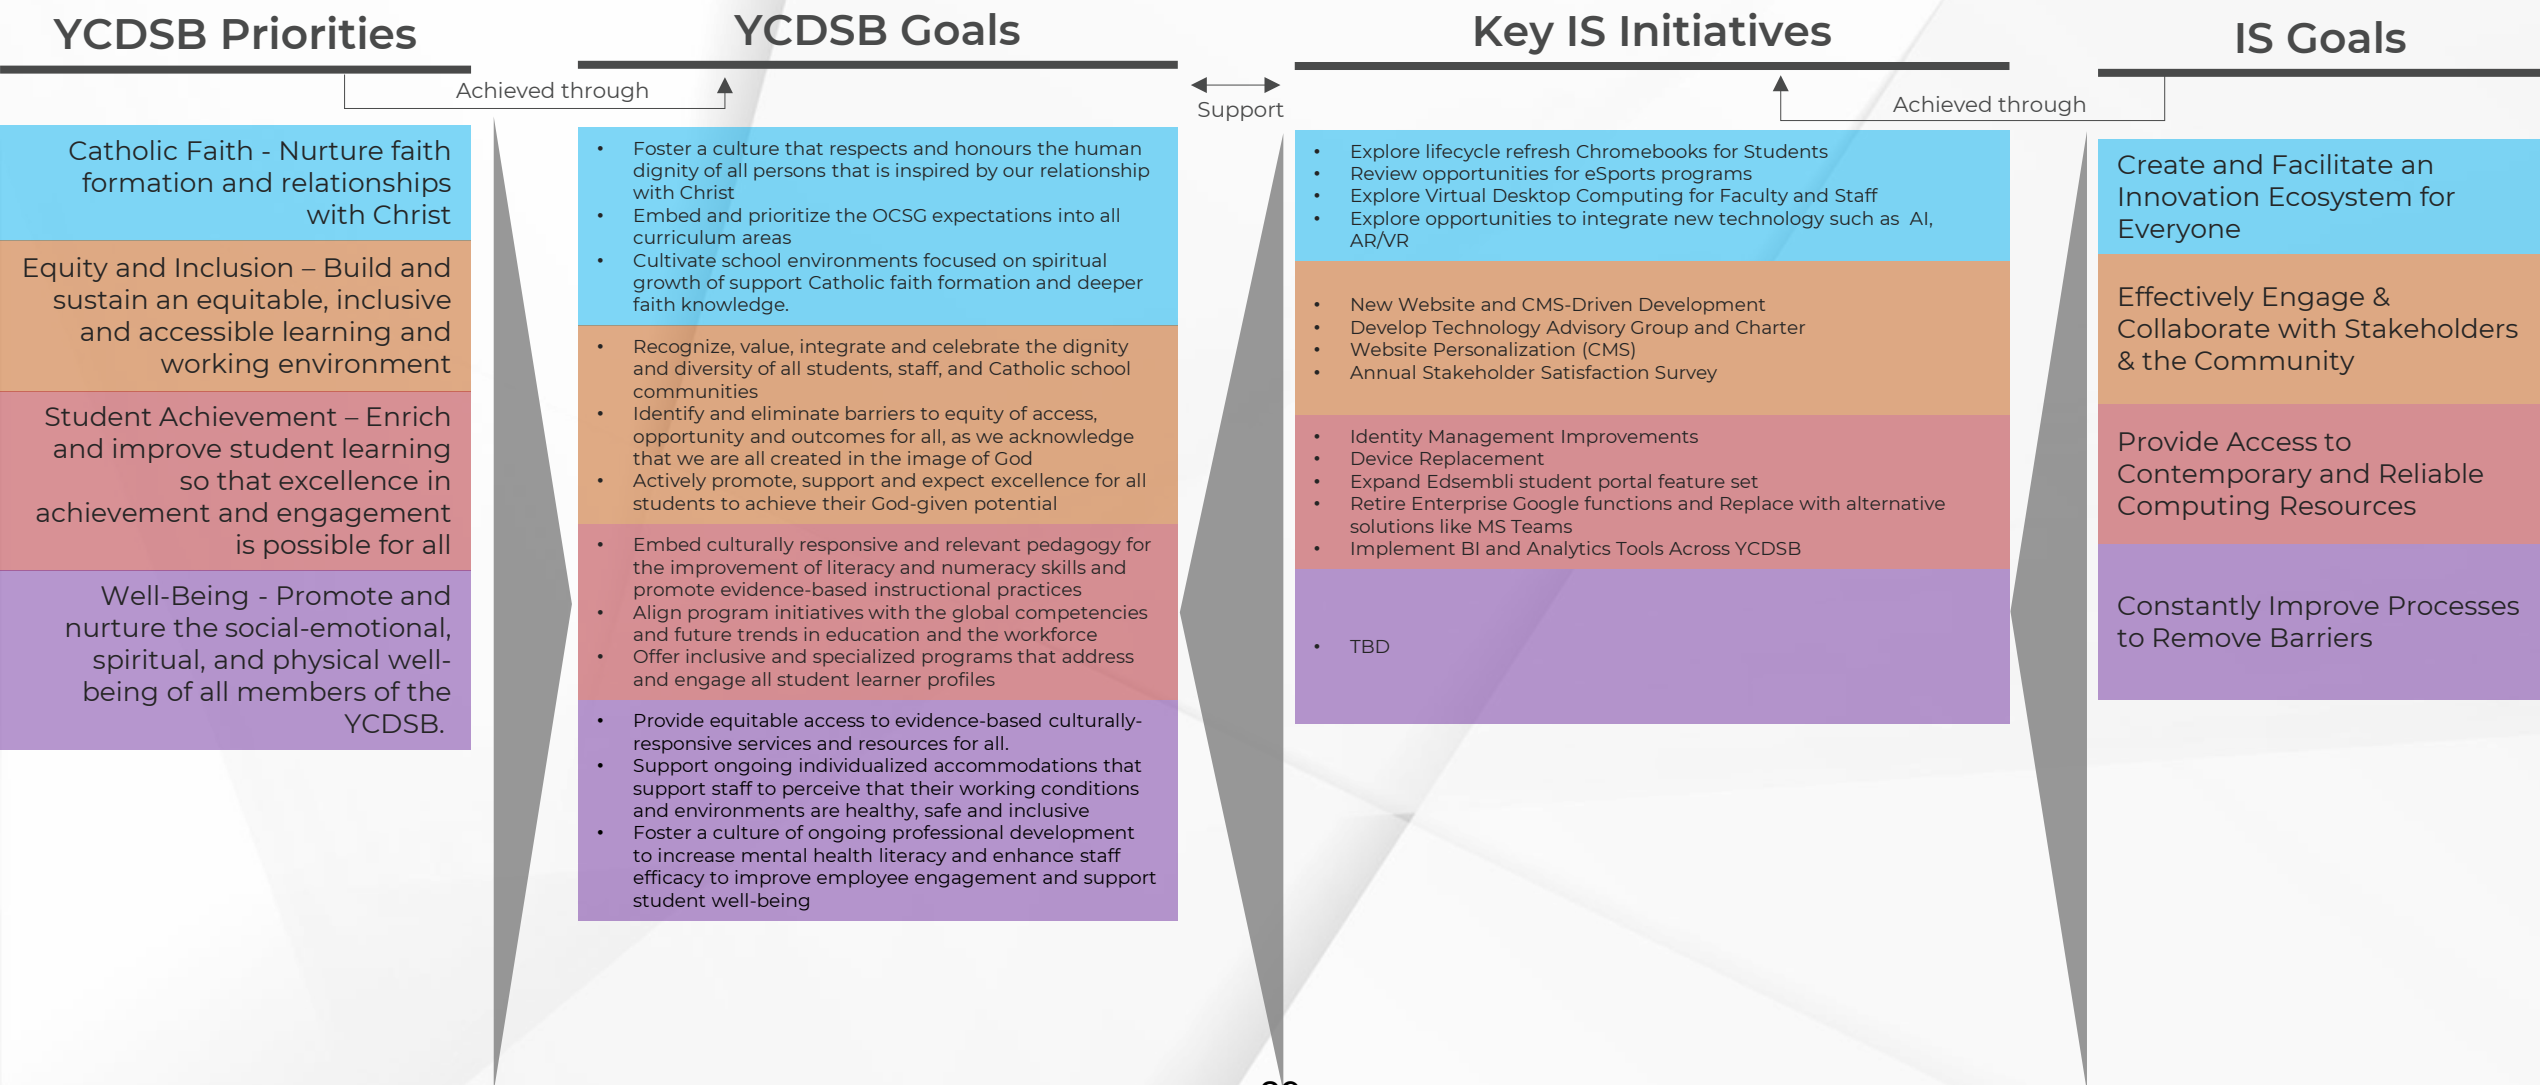 YCDSB Priorities
Achieved through
Catholic Faith - Nurture faith
formation and relationships
with Christ
Equity and Inclusion – Build and
sustain an equitable, inclusive
and accessible learning and
working environment
Student Achievement – Enrich
and improve student learning
so that excellence in
achievement and engagement
is possible for all
Well-Being - Promote and
nurture the social-emotional,
spiritual, and physical well-
being of all members of the
YCDSB.
YCDSB Goals
• Foster a culture that respects and honours the human
dignity of all persons that is inspired by our relationship
with Christ
• Embed and prioritize the OCSG expectations into all
curriculum areas
• Cultivate school environments focused on spiritual
growth of support Catholic faith formation and deeper
faith knowledge.
• Recognize, value, integrate and celebrate the dignity
and diversity of all students, staff, and Catholic school
communities
• Identify and eliminate barriers to equity of access,
opportunity and outcomes for all, as we acknowledge
that we are all created in the image of God
• Actively promote, support and expect excellence for all
students to achieve their God-given potential
• Embed culturally responsive and relevant pedagogy for
the improvement of literacy and numeracy skills and
promote evidence-based instructional practices
• Align program initiatives with the global competencies
and future trends in education and the workforce
• Offer inclusive and specialized programs that address
and engage all student learner profiles
• Provide equitable access to evidence-based culturally-
responsive services and resources for all.
• Support ongoing individualized accommodations that
support staff to perceive that their working conditions
and environments are healthy, safe and inclusive
• Foster a culture of ongoing professional development
to increase mental health literacy and enhance staff
efficacy to improve employee engagement and support
student well-being
Support
Key IS Initiatives
Achieved through
• Explore lifecycle refresh Chromebooks for Students
• Review opportunities for eSports programs
• Explore Virtual Desktop Computing for Faculty and Staff
• Explore opportunities to integrate new technology such as AI,
AR/VR
• New Website and CMS-Driven Development
• Develop Technology Advisory Group and Charter
• Website Personalization (CMS)
• Annual Stakeholder Satisfaction Survey
• Identity Management Improvements
• Device Replacement
• Expand Edsembli student portal feature set
• Retire Enterprise Google functions and Replace with alternative
solutions like MS Teams
• Implement BI and Analytics Tools Across YCDSB
• TBD
IS Goals
Create and Facilitate an
Innovation Ecosystem for
Everyone
Effectively Engage &
Collaborate with Stakeholders
& the Community
Provide Access to
Contemporary and Reliable
Computing Resources
Constantly Improve Processes
to Remove Barriers